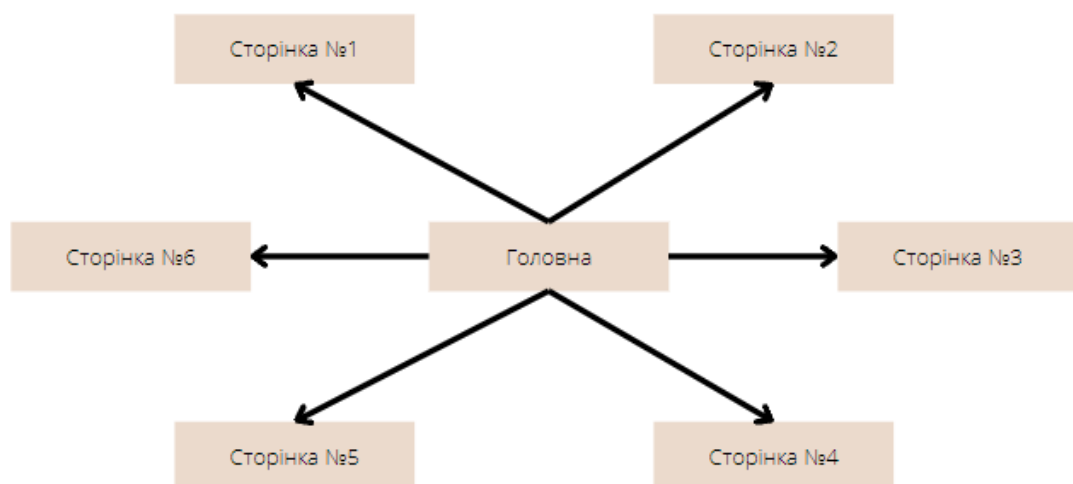 Сторінка №1
Сторінка №2
Сторінка №6
Головна
Сторінка №3
Сторінка №5
Сторінка №4